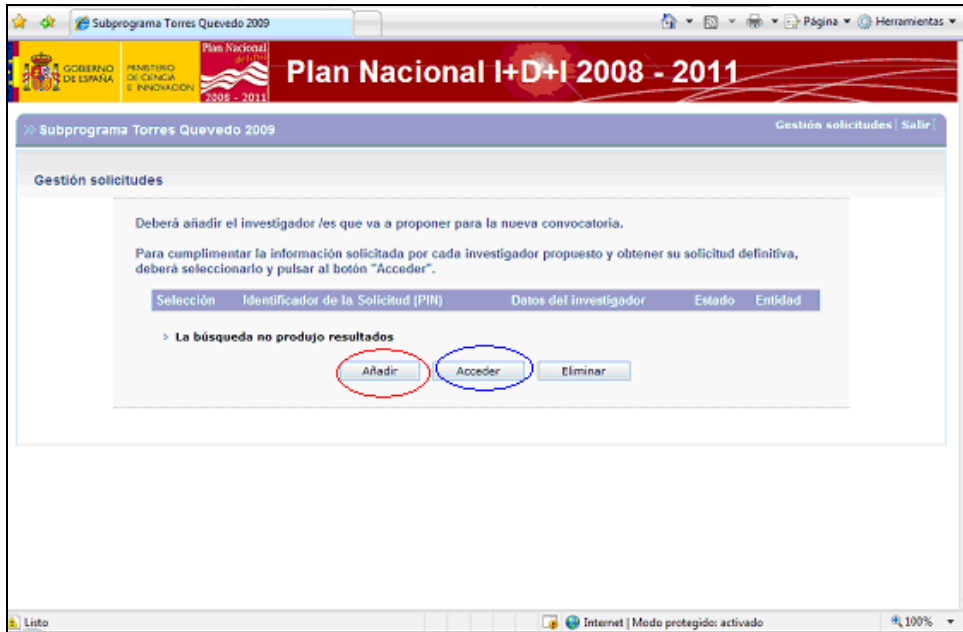 Subprograma Torres Quevedo 2009
Página
Herramientas
GOBIERNO DE ESPAÑA
MINISTERIO DE CIENCIA E INNOVACION
Plan Nacional
de I+D+i
2008 - 2011
Plan Nacional I+D+I 2008 - 2011
Subprograma Torres Quevedo 2009
Gestión solicitudes | Salir
Gestión solicitudes
Deberá añadir el investigador /es que va a proponer para la nueva convocatoria.
Para cumplimentar la información solicitada por cada investigador propuesto y obtener su solicitud definitiva,
deberá seleccionarlo y pulsar al botón "Acceder".
Selección Identificador de la Solicitud (PIN) Datos del investigador Estado Entidad
> La búsqueda no produjo resultados
Añadir Acceder Eliminar
Listo Internet | Modo protegido: activado 100%